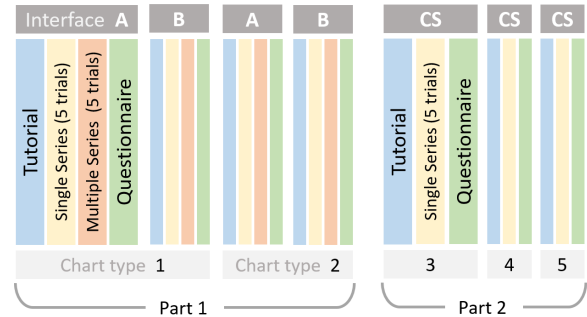 Interface A
B
A
B
CS
CS
CS
Tutorial
Single Series (5 trials)
Multiple Series (5 trials)
Questionnaire
Tutorial
Single Series (5 trials)
Questionnaire
Chart type 1
Chart type 2
3
4
5
Part 1
Part 2